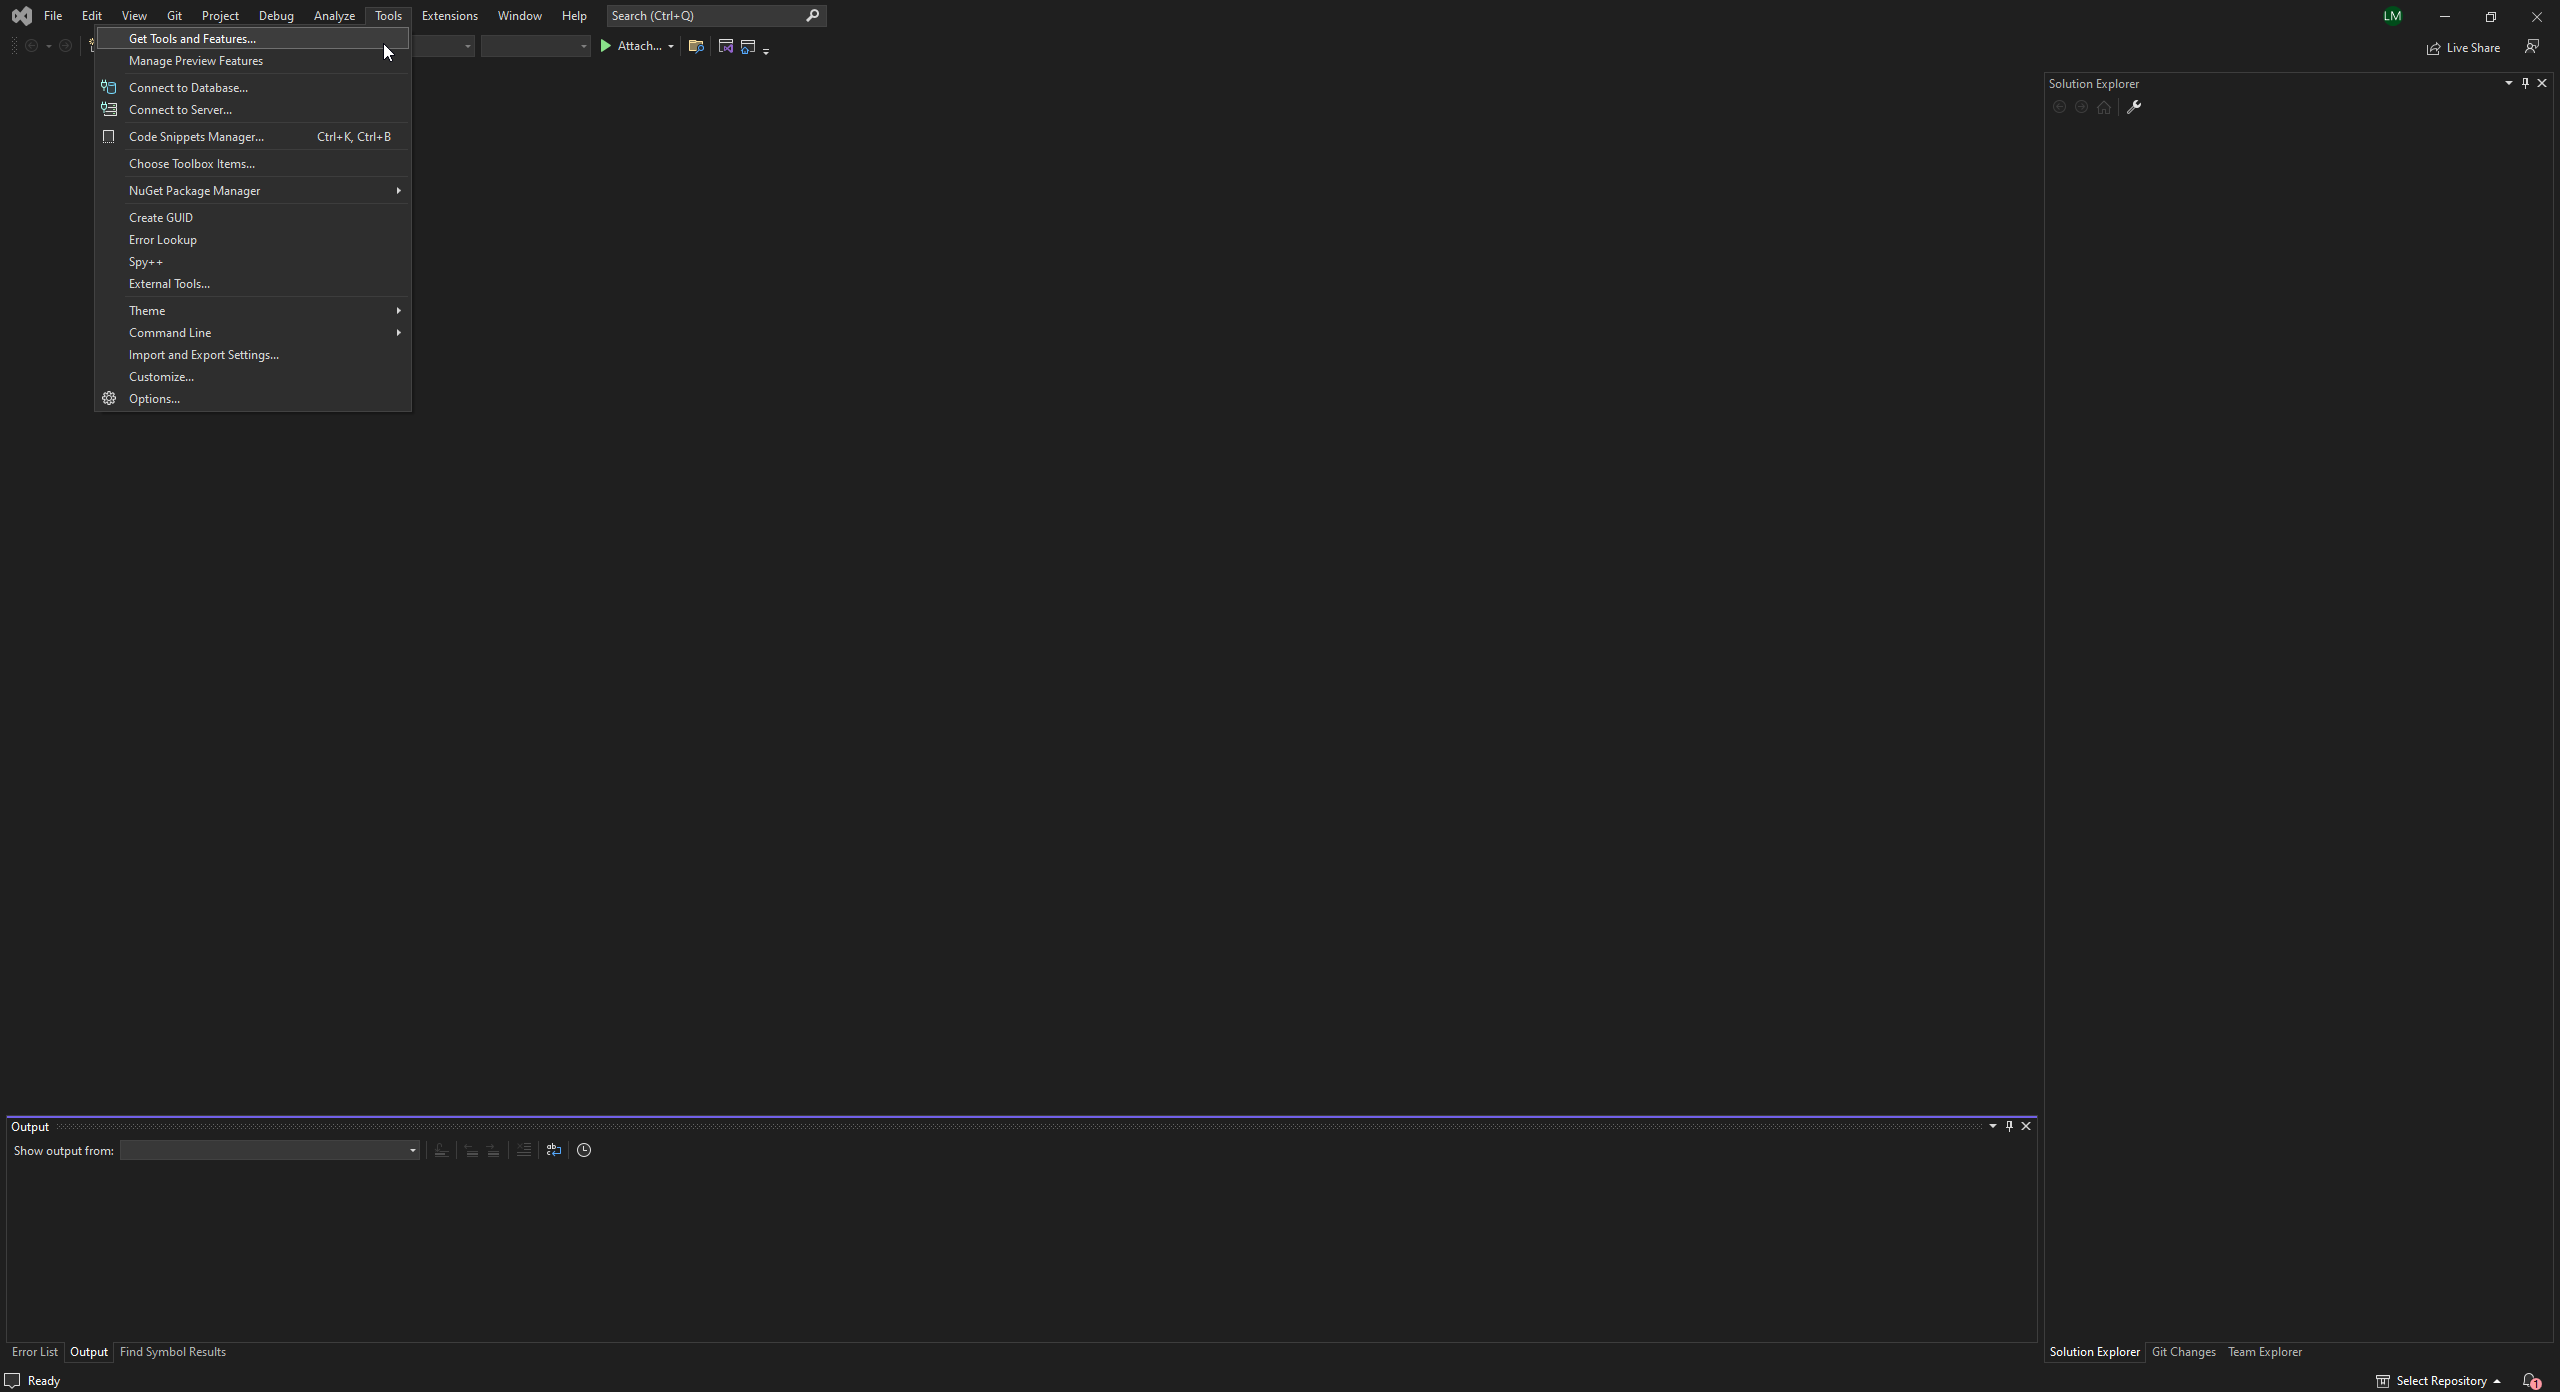 File Edit View Git Project Debug Analyze Tools Extensions Window Help Search (Ctrl+Q) LM
Attach...
Live Share
Get Tools and Features...
Manage Preview Features
Connect to Database...
Connect to Server...
Code Snippets Manager... Ctrl+K, Ctrl+B
Choose Toolbox Items...
NuGet Package Manager
Create GUID
Error Lookup
Spy++
External Tools...
Theme
Command Line
Import and Export Settings...
Customize...
Options...
Solution Explorer
Output
Show output from:
Error List Output Find Symbol Results
Solution Explorer Git Changes Team Explorer
Ready
Select Repository 1